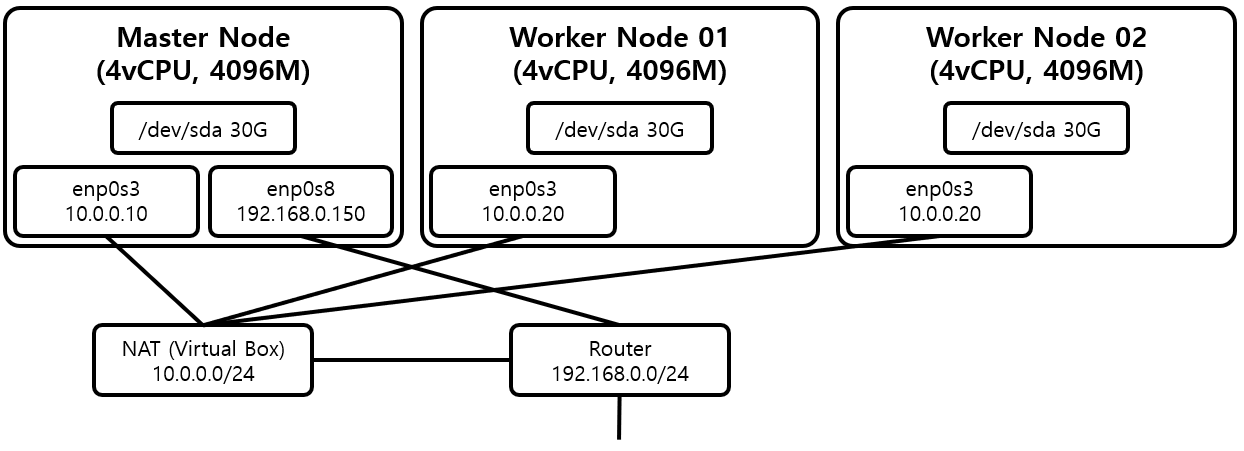 Master Node
(4vCPU, 4096M)
/dev/sda 30G
enp0s3
10.0.0.10
enp0s8
192.168.0.150
Worker Node 01
(4vCPU, 4096M)
/dev/sda 30G
enp0s3
10.0.0.20
Worker Node 02
(4vCPU, 4096M)
/dev/sda 30G
enp0s3
10.0.0.20
NAT (Virtual Box)
10.0.0.0/24
Router
192.168.0.0/24